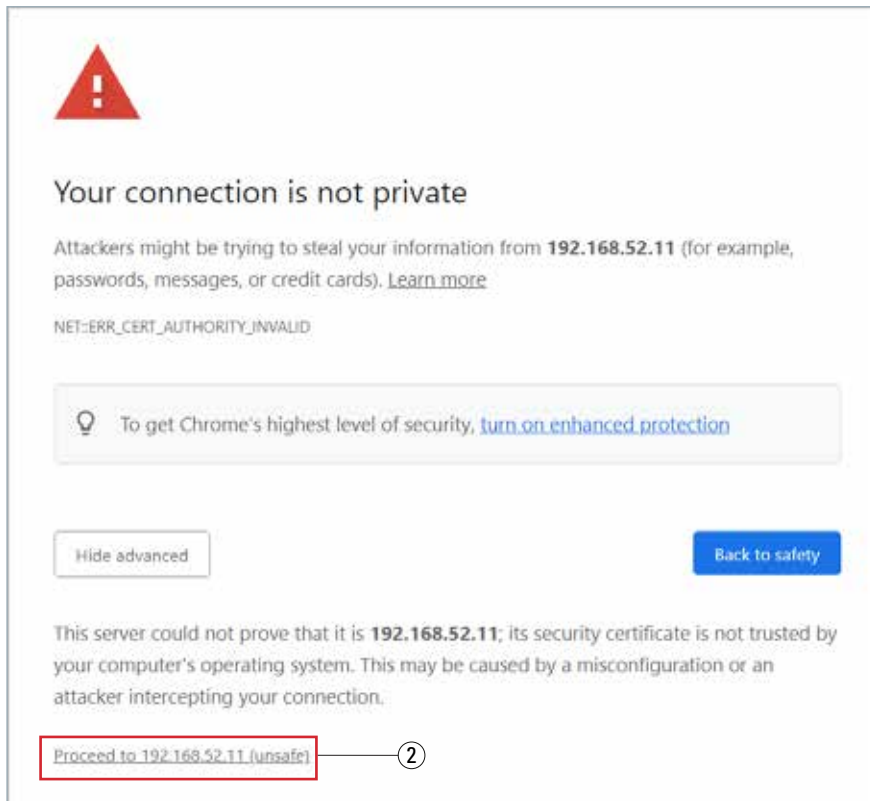 Your connection is not private
Attackers might be trying to steal your information from 192.168.52.11 (for example,
passwords, messages, or credit cards). Learn more
NET::ERR_CERT_AUTHORITY_INVALID
To get Chrome's highest level of security, turn on enhanced protection
Hide advanced
Back to safety
This server could not prove that it is 192.168.52.11; its security certificate is not trusted by
your computer's operating system. This may be caused by a misconfiguration or an
attacker intercepting your connection.
Proceed to 192.168.52.11 (unsafe)
②